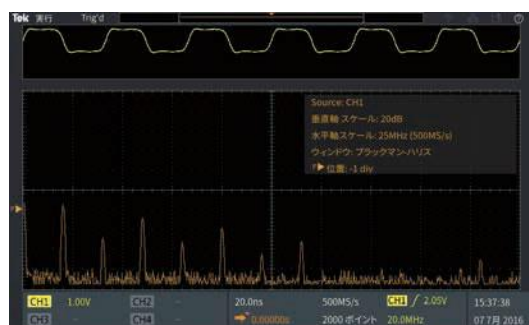 Tek 実行 Trig'd
Source: CH1
垂直軸 スケール: 20dB
水平軸スケール: 25MHz (500MS/s)
ウィンドウ: ブラックマン-ハリス
位置: -1 div
CH1 1.00V CH2 20.0ns 500MS/s CH1 2.05V 15:37:38
CH3 CH4 0.00000s 2000 ポイント 20.0MHz 07 7月 2016